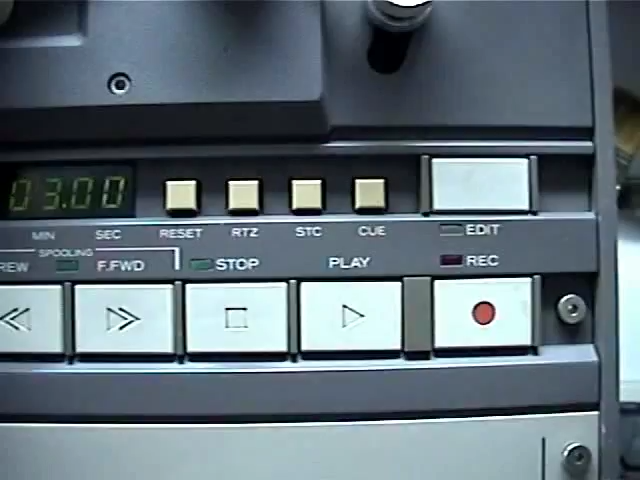 03.00
MIN SEC RESET RTZ STC CUE
EDIT
SPOOLING
REW F.FWD STOP PLAY REC